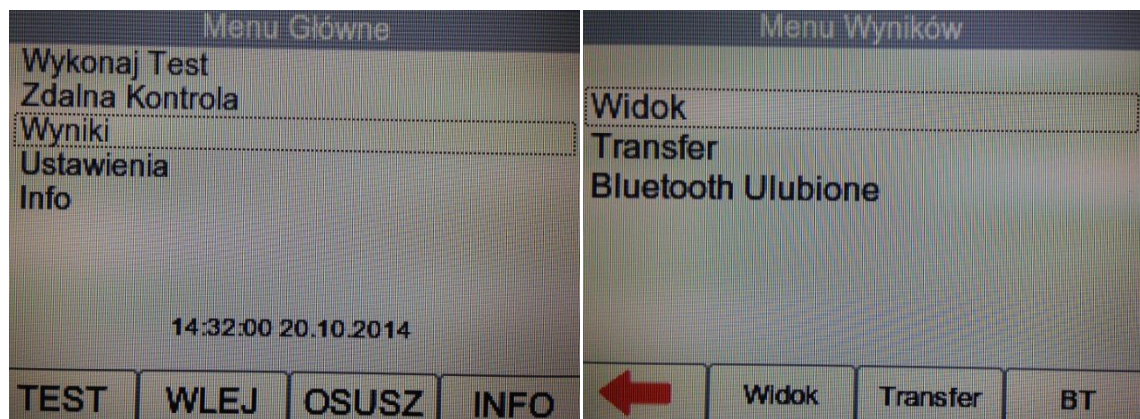 Menu Główne
Wykonaj Test
Zdalna Kontrola
Wyniki
Ustawienia
Info
14:32:00 20.10.2014
TEST WLEJ OSUSZ INFO
Menu Wyników
Widok
Transfer
Bluetooth Ulubione
Widok Transfer BT